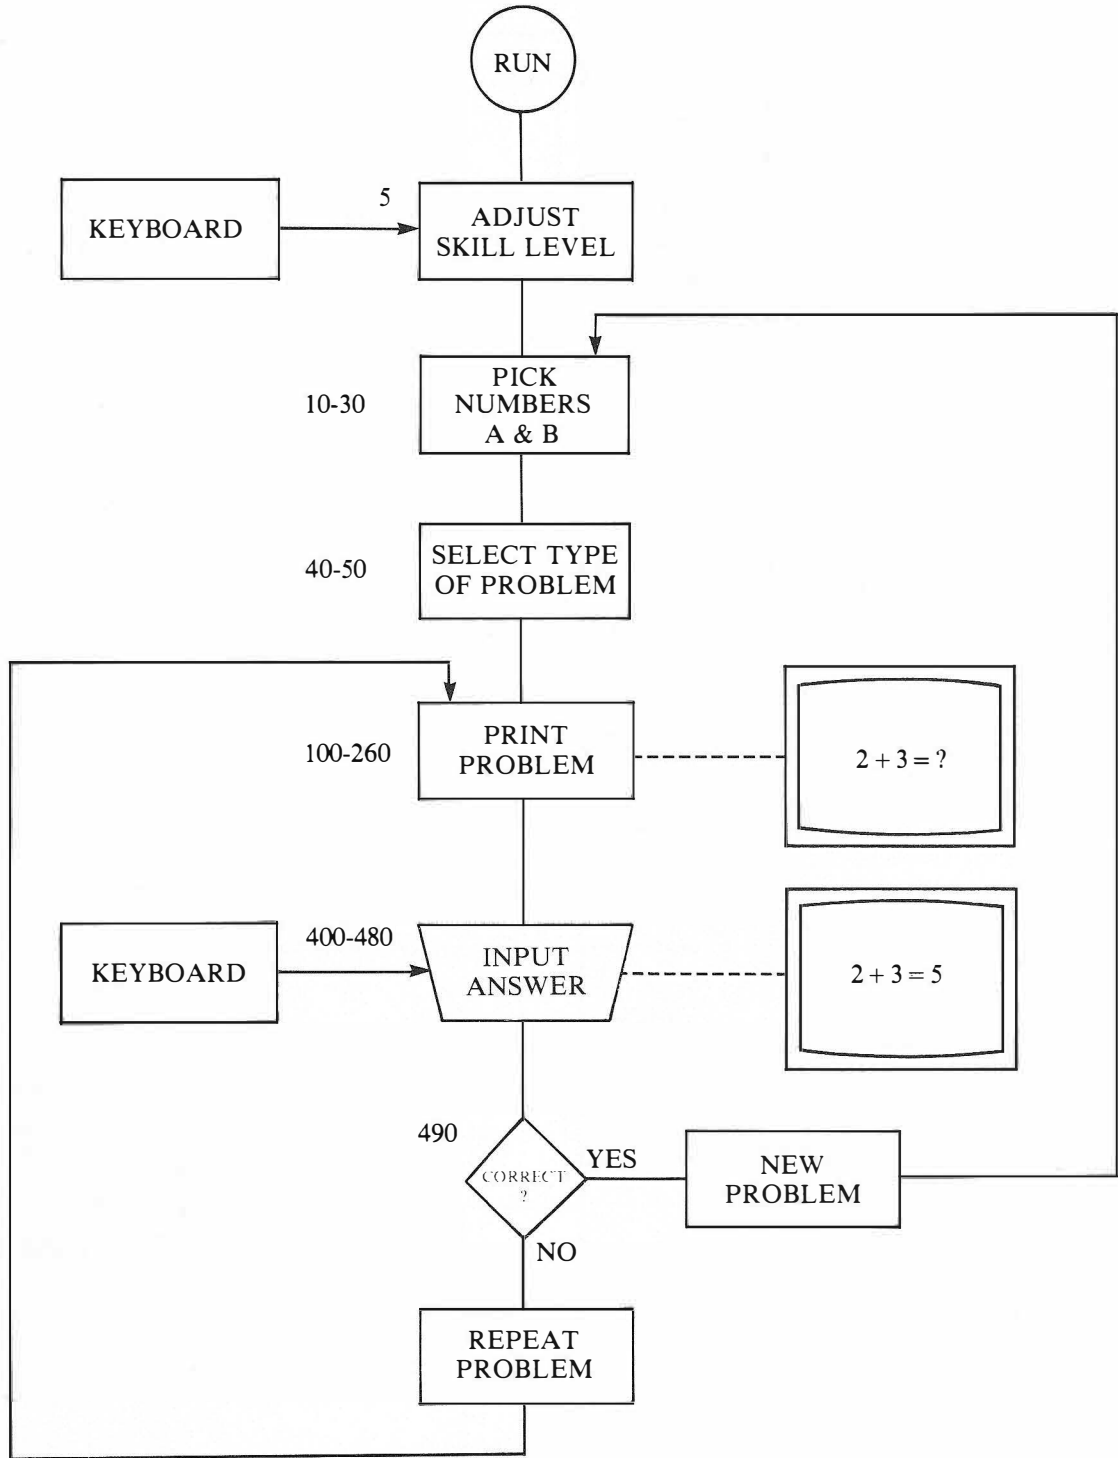 RUN
5
KEYBOARD
ADJUST
SKILL LEVEL
10-30
PICK
NUMBERS
A & B
40-50
SELECT TYPE
OF PROBLEM
100-260
PRINT
PROBLEM
2 + 3 = ?
400-480
KEYBOARD
INPUT
ANSWER
2 + 3 = 5
490
CORRECT
?
YES
NEW
PROBLEM
NO
REPEAT
PROBLEM